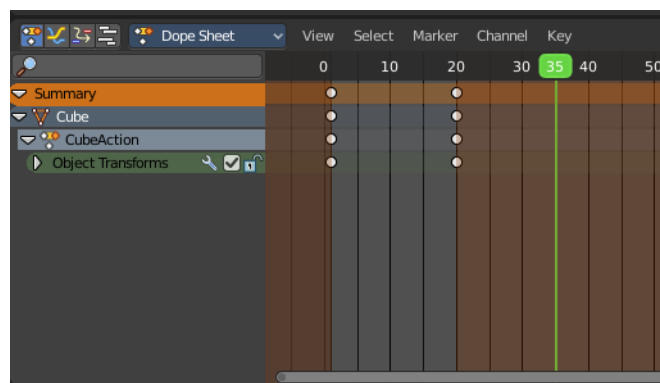 Dope Sheet View Select Marker Channel Key
0 10 20 30 35 40 50
Summary
Cube
CubeAction
Object Transforms